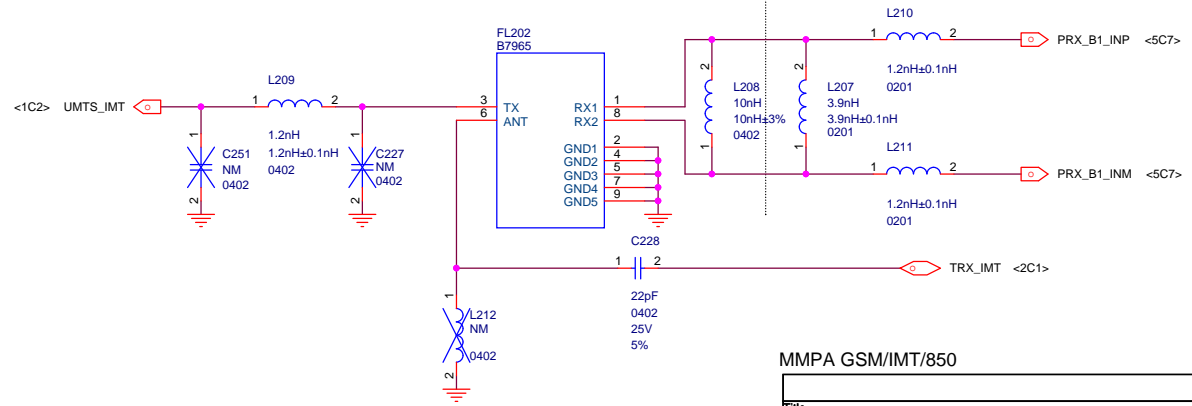 L210
1
2
PRX_B1_INP <5C7>
1.2nH±0.1nH
0201
FL202
B7965
L209
<1C2> UMTS_IMT
1
2
1.2nH
1.2nH±0.1nH
0402
3
TX
6
ANT
RX1
1
RX2
8
GND1
2
GND2
4
GND3
5
GND4
7
GND5
9
2
L208
10nH
10nH±3%
0402
1
2
L207
3.9nH
3.9nH±0.1nH
0201
1
1
C251
NM
0402
2
1
C227
NM
0402
2
L211
1
2
PRX_B1_INM <5C7>
1.2nH±0.1nH
0201
C228
1
2
22pF
0402
25V
5%
TRX_IMT <2C1>
1
L212
NM
0402
2
MMPA GSM/IMT/850
Title